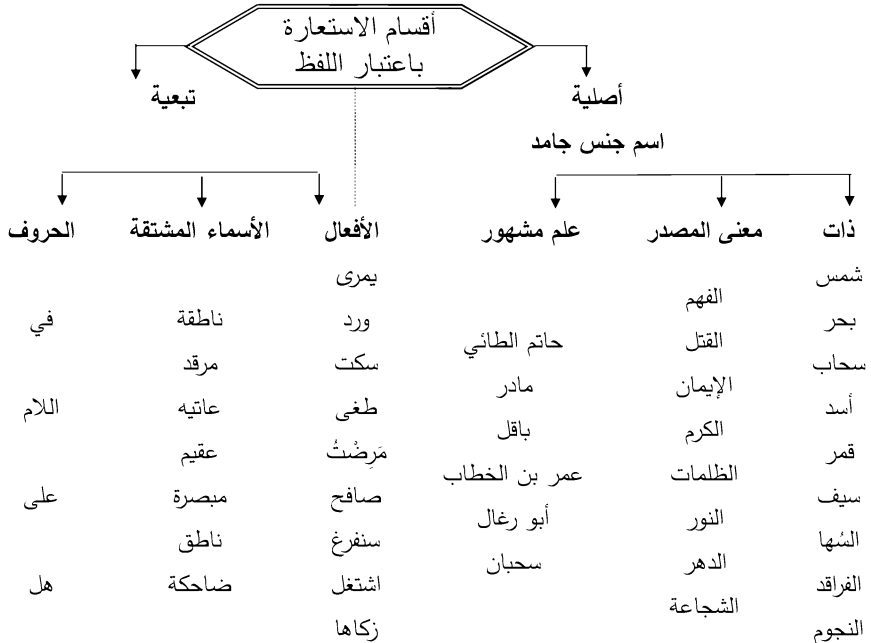 أقسام الاستعارة
باعتبار اللفظ
أصلية
تبعية
اسم جنس جامد
ذات
شمس
بحر
سحاب
أسد
قمر
سيف
السُها
الفراقد
النجوم
معنى المصدر
الفهم
القتل
الإيمان
الكرم
الظلمات
النور
الدهر
الشجاعة
علم مشهور
حاتم الطائي
مادر
باقل
عمر بن الخطاب
أبو رغال
سحبان
الأفعال
يمرى
ورد
سكت
طغى
مَرِضْتُ
صافح
سنفرغ
اشتغل
زكاها
الأسماء المشتقة
ناطقة
مرقد
عاتيه
عقيم
مبصرة
ناطق
ضاحكة
الحروف
في
اللام
على
هل